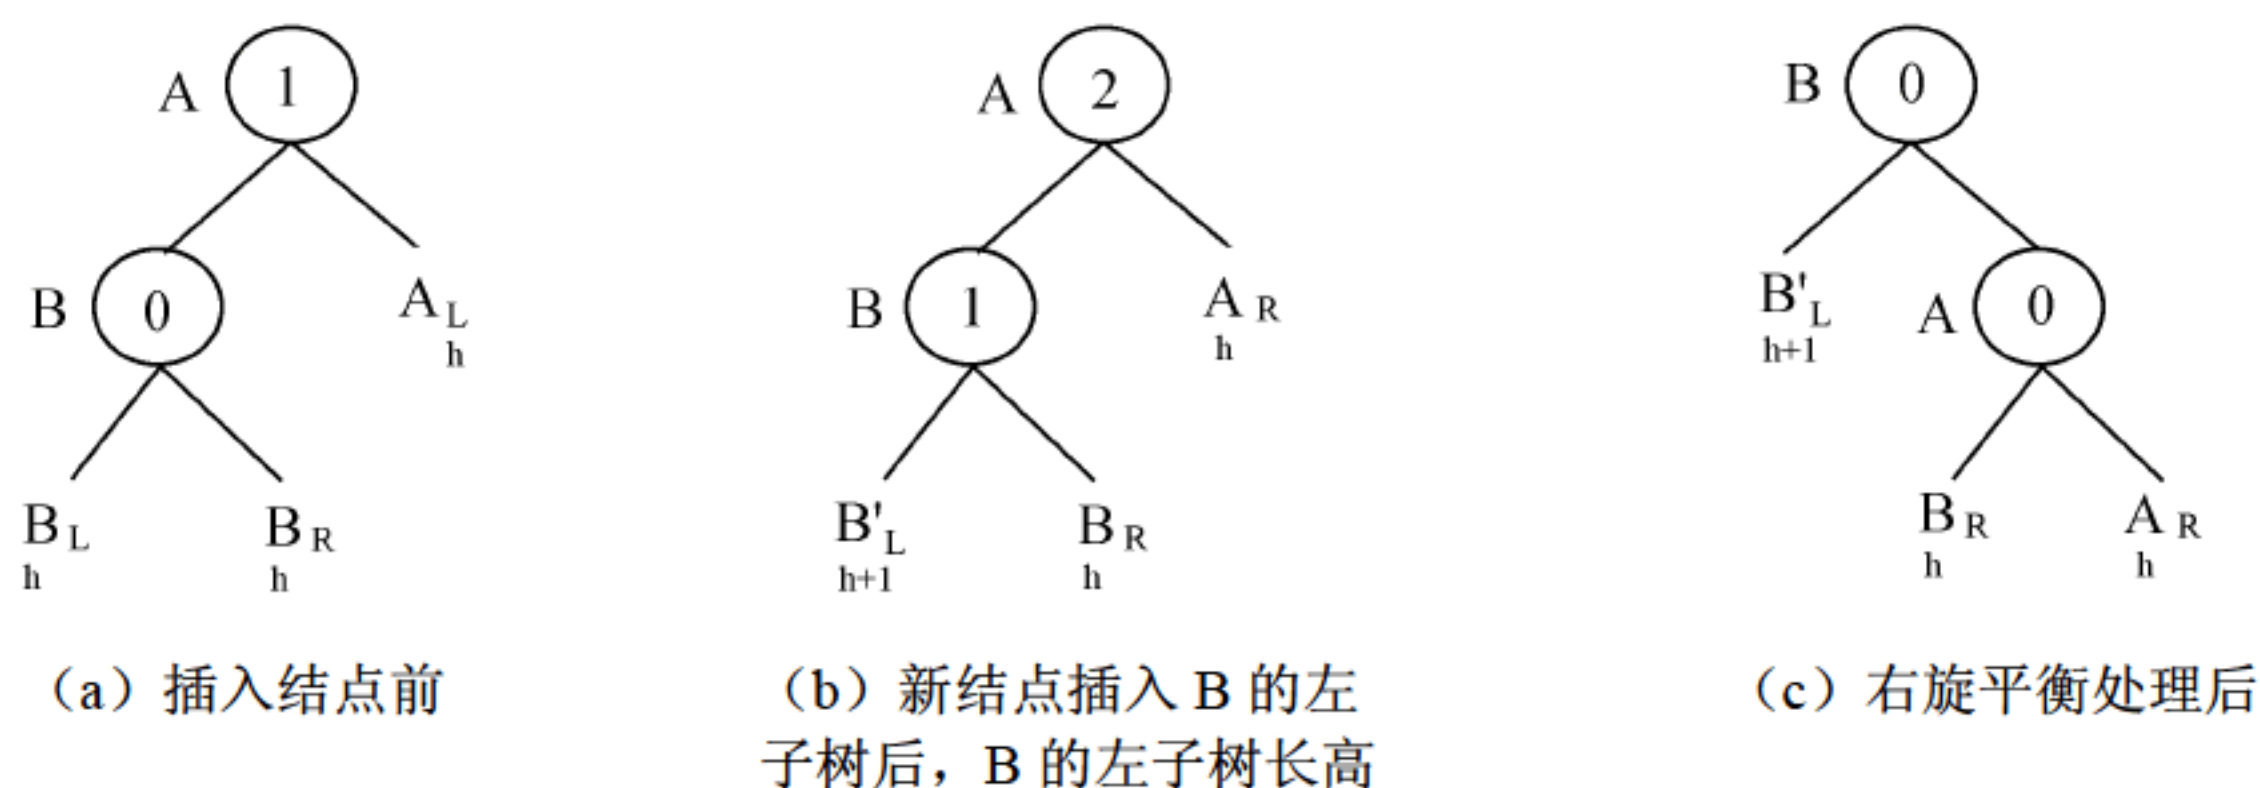 A 1
B 0
A L
h
B L
h
B R
h
(a)插入结点前
A 2
B 1
A R
h
B' L
h+1
B R
h
(b)新结点插入 B 的左
子树后，B 的左子树长高
B 0
B' L
h+1
A 0
B R
h
A R
h
(c)右旋平衡处理后